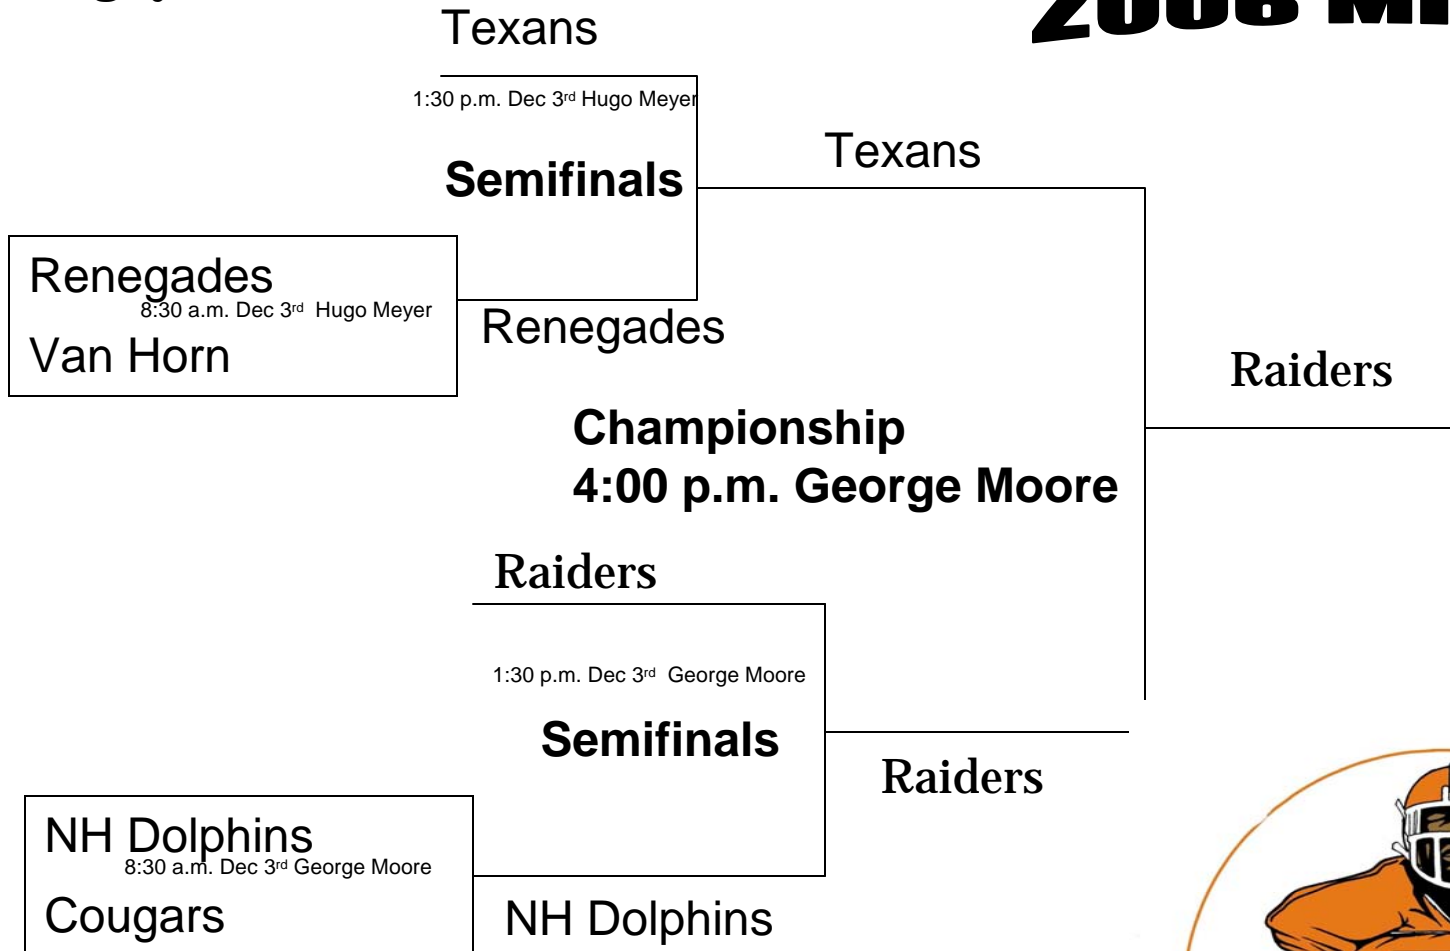 Texans
1:30 p.m. Dec 3rd Hugo Meyer
Semifinals
Texans
Renegades
8:30 a.m. Dec 3rd Hugo Meyer
Van Horn
Renegades
Raiders
Championship
4:00 p.m. George Moore
Raiders
1:30 p.m. Dec 3rd George Moore
Semifinals
Raiders
NH Dolphins
8:30 a.m. Dec 3rd George Moore
Cougars
NH Dolphins